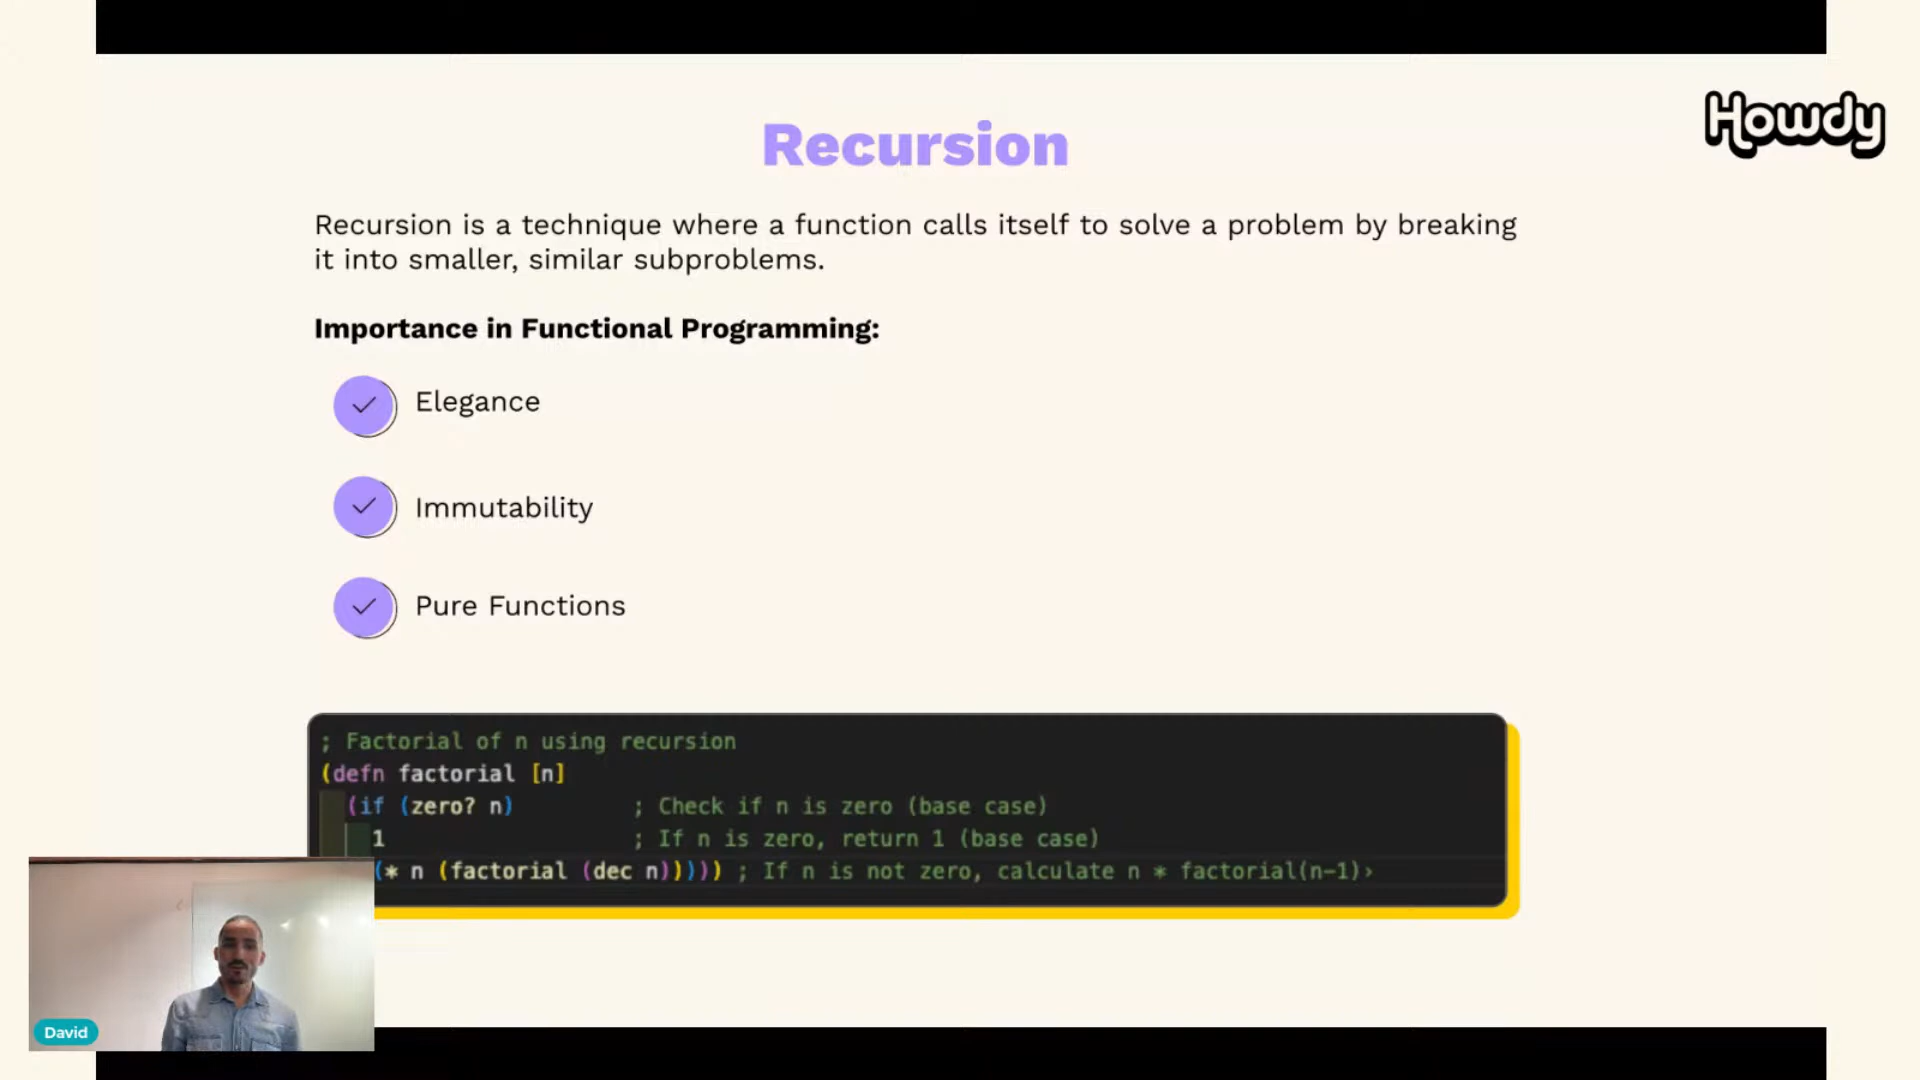 Howdy
Recursion
Recursion is a technique where a function calls itself to solve a problem by breaking
it into smaller, similar subproblems.
Importance in Functional Programming:
Elegance
Immutability
Pure Functions
; Factorial of n using recursion
(defn factorial [n]
(if (zero? n) ; Check if n is zero (base case)
1 ; If n is zero, return 1 (base case)
(* n (factorial (dec n))))) ; If n is not zero, calculate n * factorial(n-1)›
David